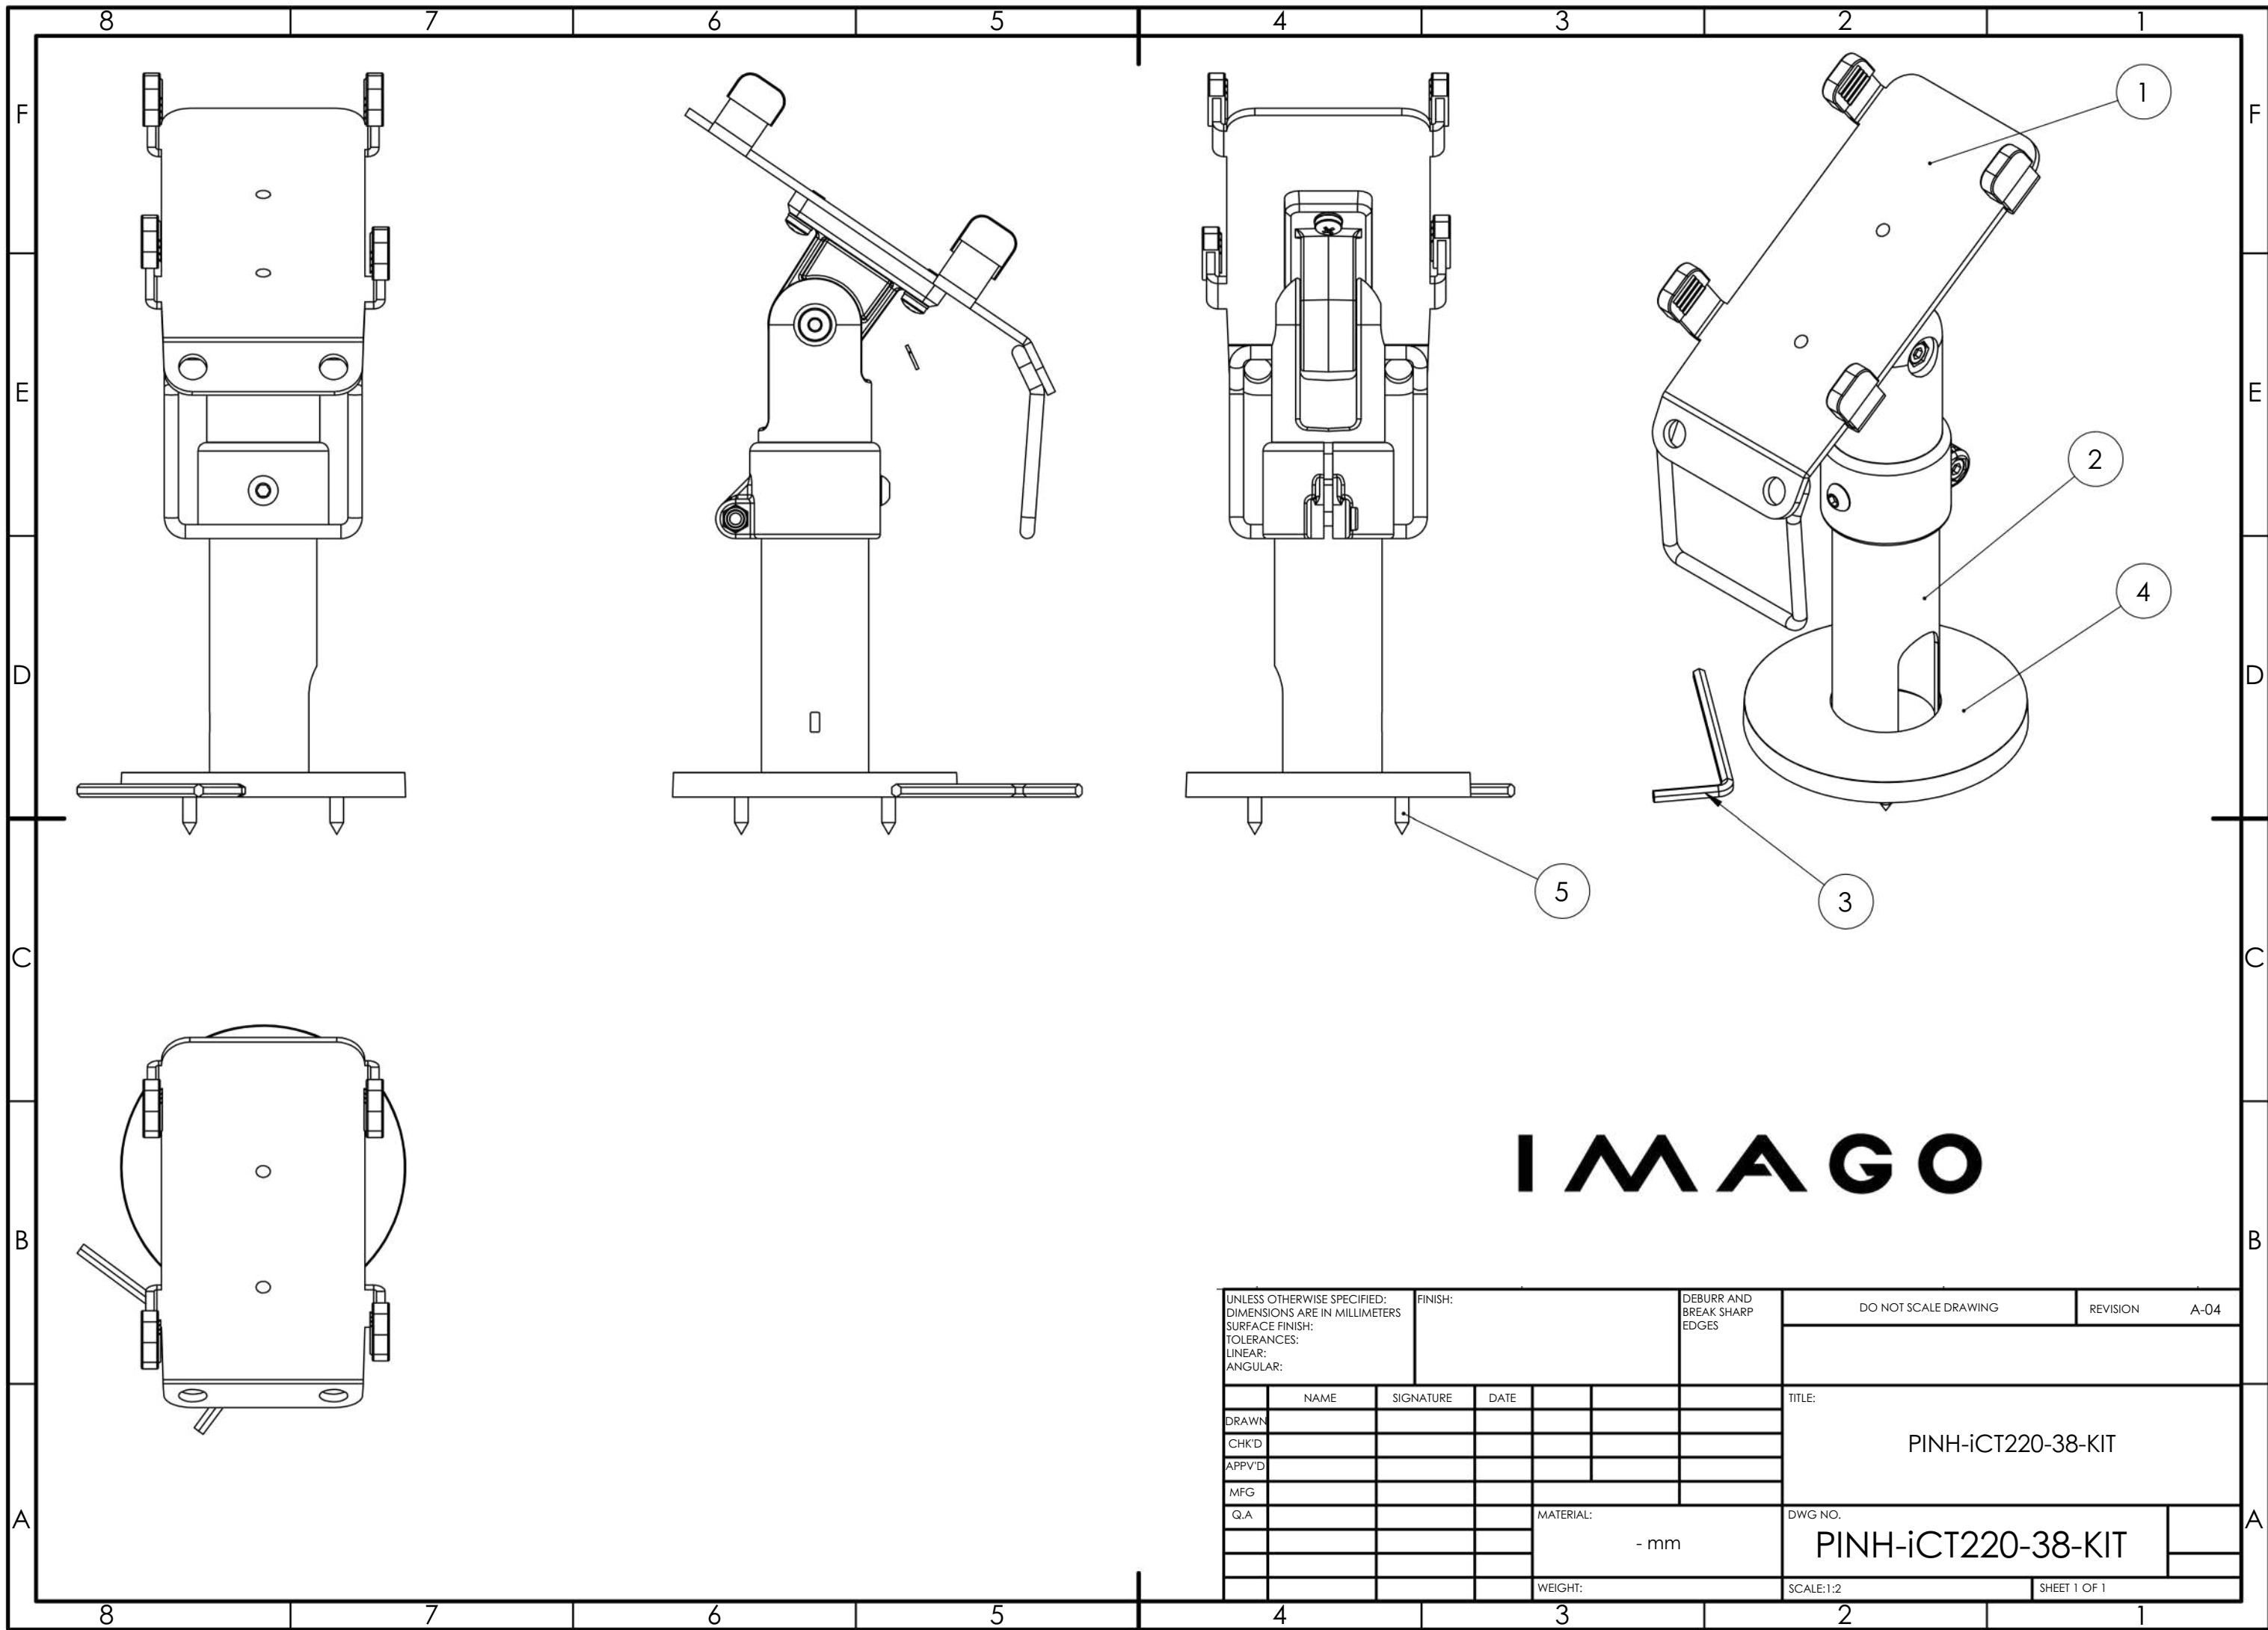 8 7 6 5 4 3 2 1
F F
E E
D D
C C
B B
A A
1
2
4
5
3
IMAGO
UNLESS OTHERWISE SPECIFIED:
DIMENSIONS ARE IN MILLIMETERS
SURFACE FINISH:
TOLERANCES:
LINEAR:
ANGULAR:
FINISH:
DEBURR AND
BREAK SHARP
EDGES
DO NOT SCALE DRAWING
REVISION A-04
NAME SIGNATURE DATE
DRAWN
CHK'D
APPV'D
MFG
Q.A
TITLE:
PINH-iCT220-38-KIT
MATERIAL:
- mm
DWG NO.
PINH-iCT220-38-KIT
WEIGHT:
SCALE:1:2
SHEET 1 OF 1
8 7 6 5 4 3 2 1